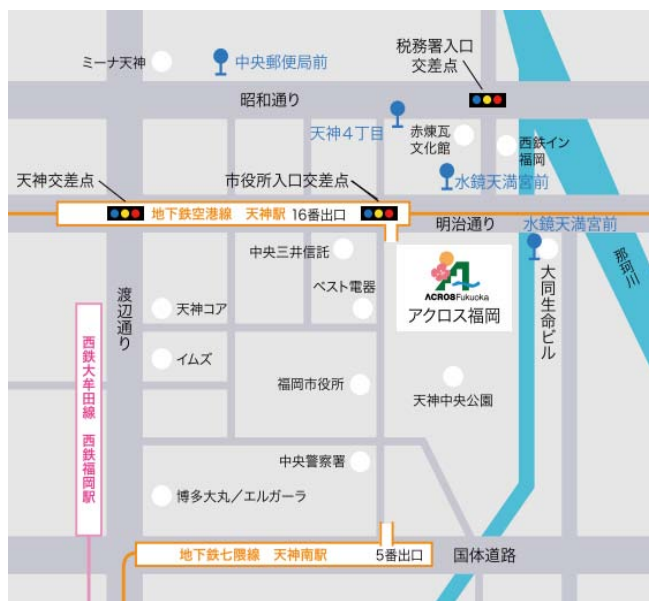 ミーナ天神
中央郵便局前
税務署入口
交差点
昭和通り
天神4丁目
赤煉瓦
文化館
西鉄イン
福岡
天神交差点
市役所入口交差点
水鏡天満宮前
地下鉄空港線 天神駅 16番出口
明治通り
水鏡天満宮前
中央三井信託
ベスト電器
ACROS Fukuoka
アクロス福岡
大同生命ビル
那珂川
渡辺通り
天神コア
イムズ
西鉄大牟田線 西鉄福岡駅
福岡市役所
天神中央公園
中央警察署
博多大丸/エルガーラ
地下鉄七隈線 天神南駅 5番出口
国体道路